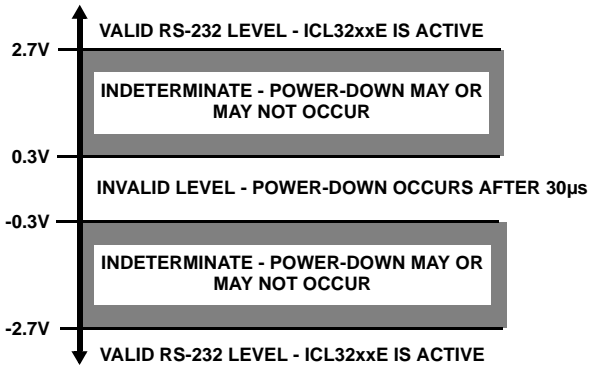 VALID RS-232 LEVEL - ICL32xxE IS ACTIVE
2.7V
INDETERMINATE - POWER-DOWN MAY OR
MAY NOT OCCUR
0.3V
INVALID LEVEL - POWER-DOWN OCCURS AFTER 30µs
-0.3V
INDETERMINATE - POWER-DOWN MAY OR
MAY NOT OCCUR
-2.7V
VALID RS-232 LEVEL - ICL32xxE IS ACTIVE